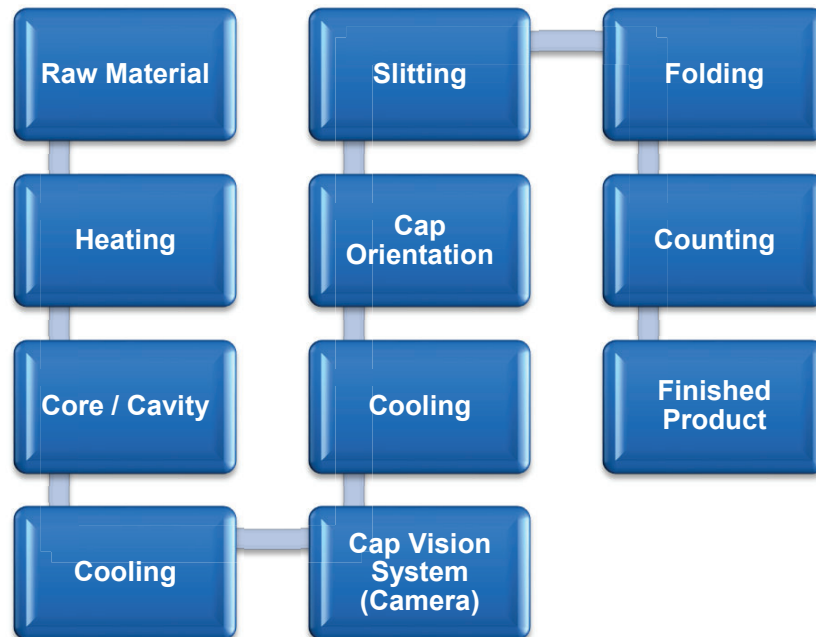 Raw Material
Heating
Core / Cavity
Cooling
Cap Vision
System
(Camera)
Cooling
Cap
Orientation
Slitting
Folding
Counting
Finished
Product